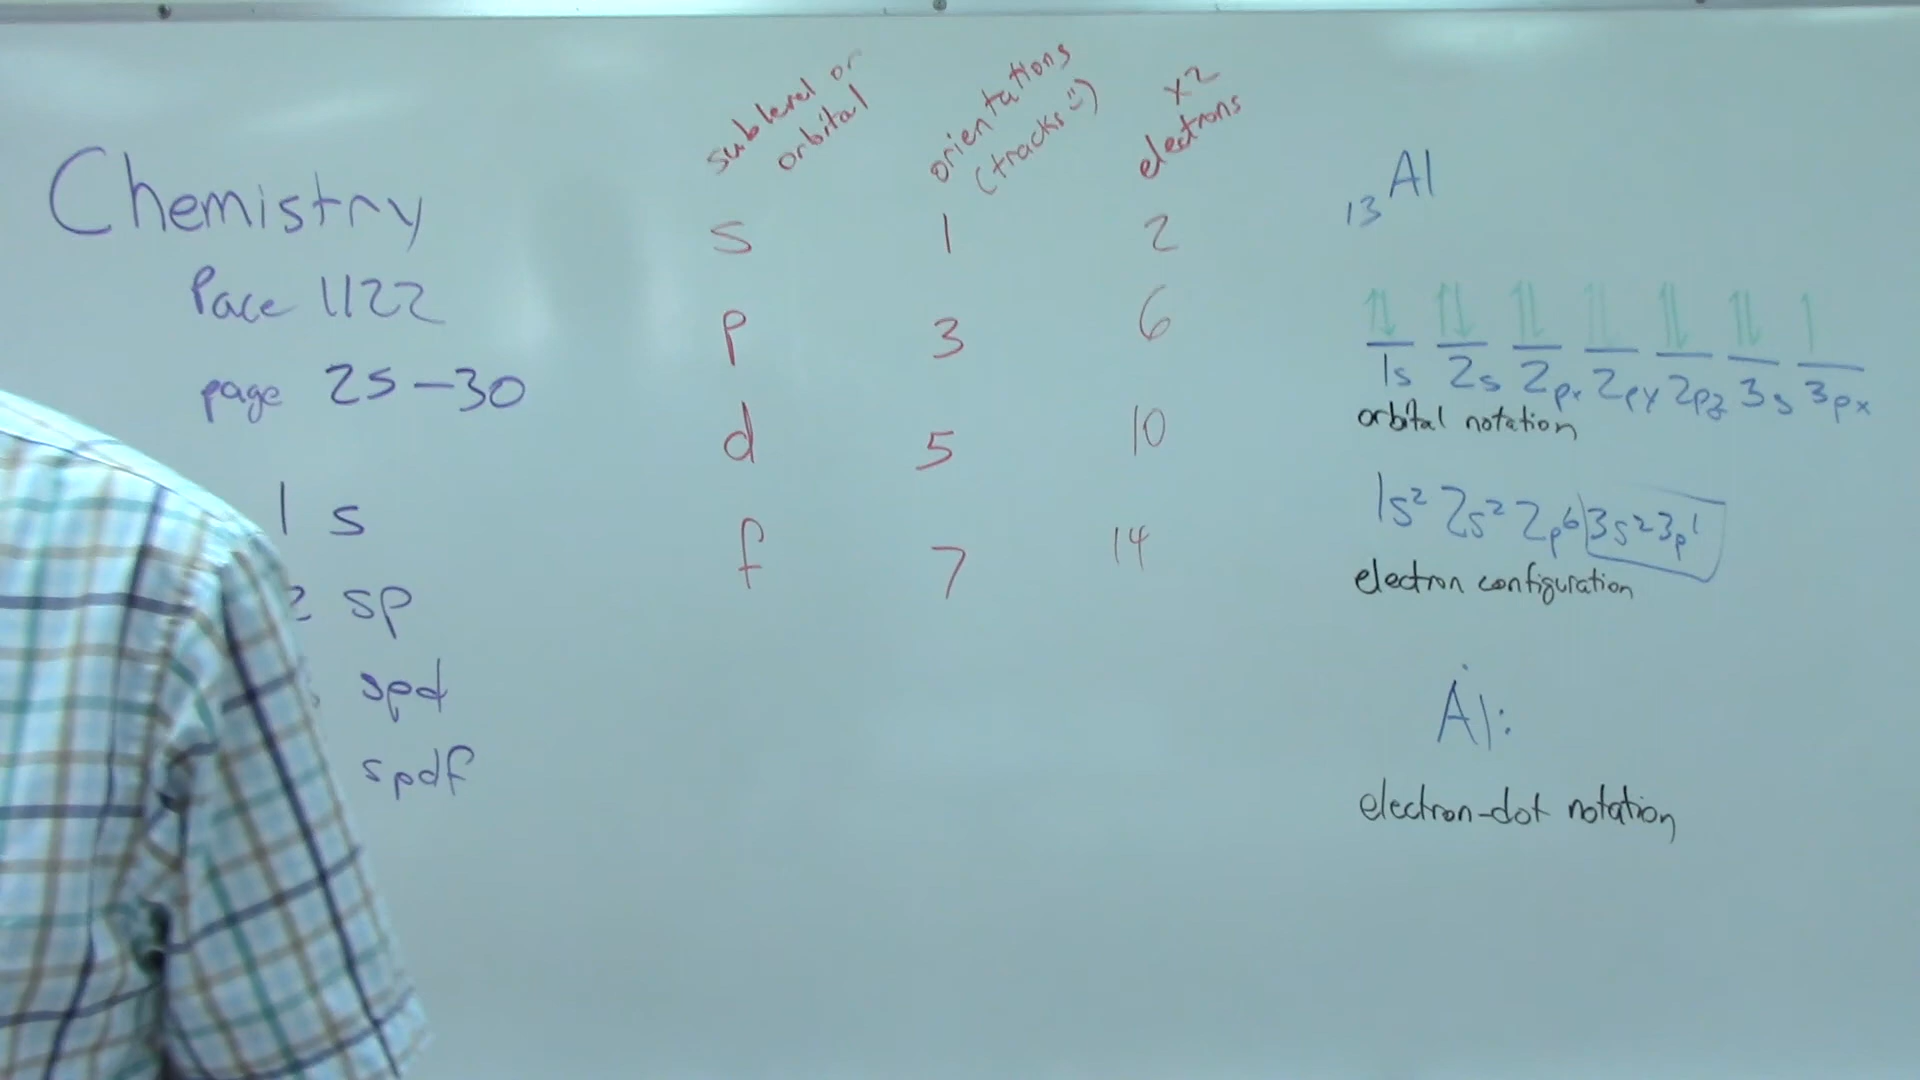 Chemistry
Pace 1122
page 25-30
1 s
2 sp
spd
spdf
sublevel or orbital
orientations (tracks :)
x2 electrons
s 1 2
p 3 6
d 5 10
f 7 14
₁₃Al
⥮ ⥮ ⥮ ⥮ ⥮ ⥮ ↑
1s 2s 2px 2py 2pz 3s 3px
orbital notation
1s² 2s² 2p⁶ 3s² 3p¹
electron configuration
Al:
electron-dot notation